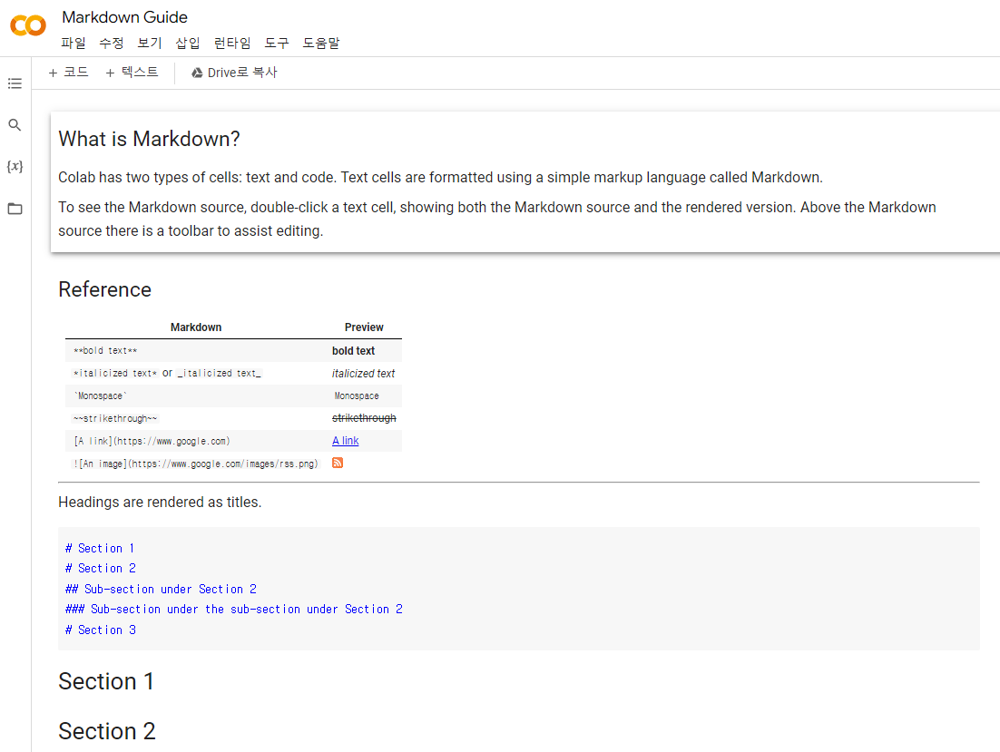 Markdown Guide
파일 수정 보기 삽입 런타임 도구 도움말
+ 코드 + 텍스트 Drive로 복사
{x}
What is Markdown?
Colab has two types of cells: text and code. Text cells are formatted using a simple markup language called Markdown.
To see the Markdown source, double-click a text cell, showing both the Markdown source and the rendered version. Above the Markdown
source there is a toolbar to assist editing.
Reference
Markdown Preview
**bold text** bold text
*italicized text* or _italicized text_ italicized text
`Monospace` Monospace
~~strikethrough~~ strikethrough
[A link](https://www.google.com) A link
![An image](https://www.google.com/images/rss.png)
Headings are rendered as titles.
# Section 1
# Section 2
## Sub-section under Section 2
### Sub-section under the sub-section under Section 2
# Section 3
Section 1
Section 2